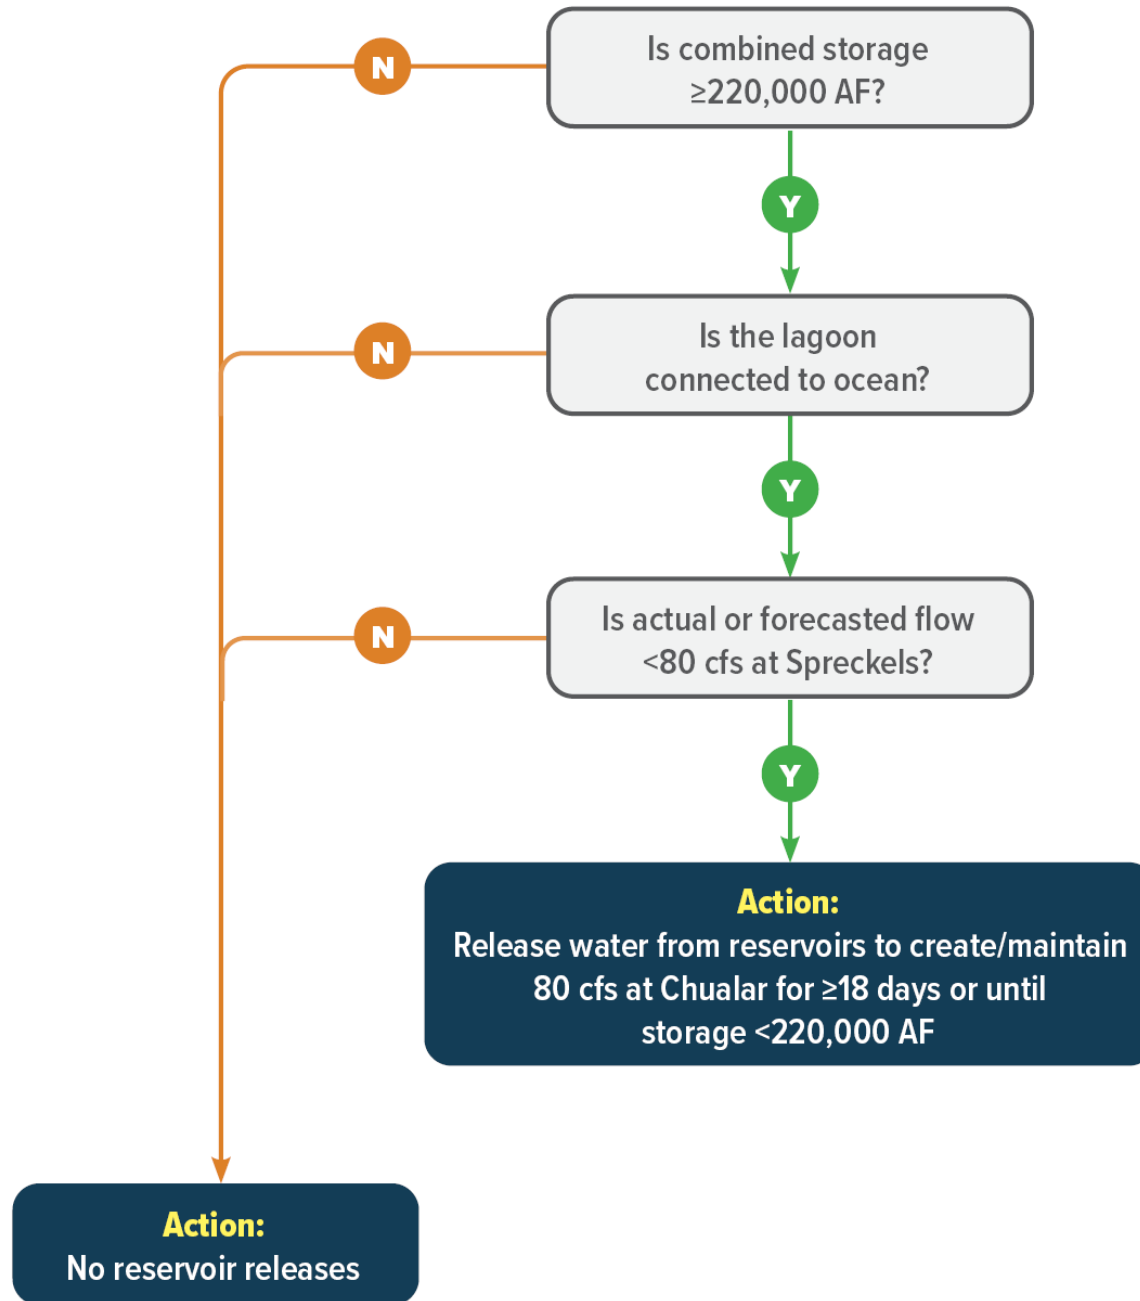 Is combined storage
≥220,000 AF?
N
Y
Is the lagoon
connected to ocean?
N
Y
Is actual or forecasted flow
<80 cfs at Spreckels?
N
Y
Action:
Release water from reservoirs to create/maintain
80 cfs at Chualar for ≥18 days or until
storage <220,000 AF
Action:
No reservoir releases